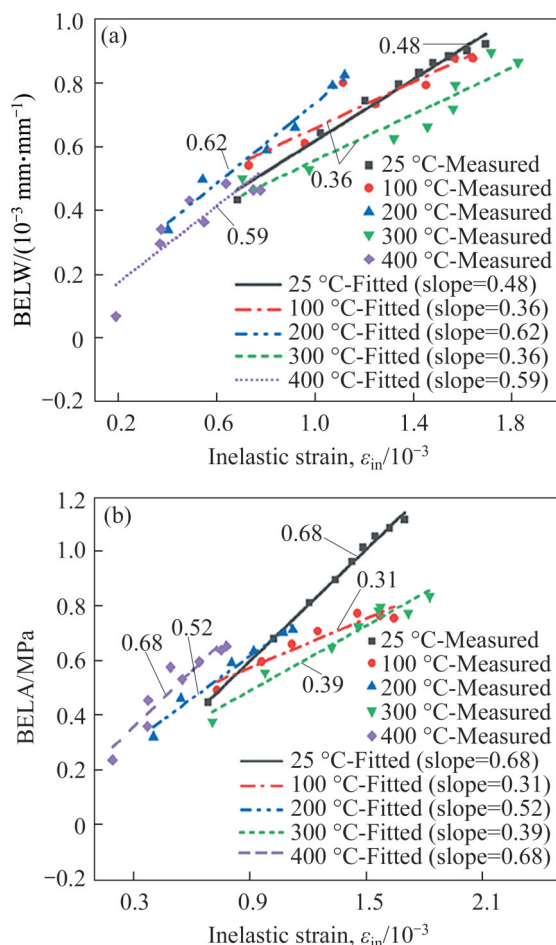 (a)
1.0
0.8
0.6
0.4
0.2
0
−0.2
BELW/(10⁻³ mm·mm⁻¹)
0.48
0.62
0.36
0.59
25 °C-Measured
100 °C-Measured
200 °C-Measured
300 °C-Measured
400 °C-Measured
25 °C-Fitted (slope=0.48)
100 °C-Fitted (slope=0.36)
200 °C-Fitted (slope=0.62)
300 °C-Fitted (slope=0.36)
400 °C-Fitted (slope=0.59)
0.2 0.6 1.0 1.4 1.8
Inelastic strain, εin/10⁻³
(b)
1.2
1.0
0.8
0.6
0.4
0.2
0
−0.2
BELA/MPa
0.68
0.31
0.52
0.68
0.39
25 °C-Measured
100 °C-Measured
200 °C-Measured
300 °C-Measured
400 °C-Measured
25 °C-Fitted (slope=0.68)
100 °C-Fitted (slope=0.31)
200 °C-Fitted (slope=0.52)
300 °C-Fitted (slope=0.39)
400 °C-Fitted (slope=0.68)
0.3 0.9 1.5 2.1
Inelastic strain, εin/10⁻³